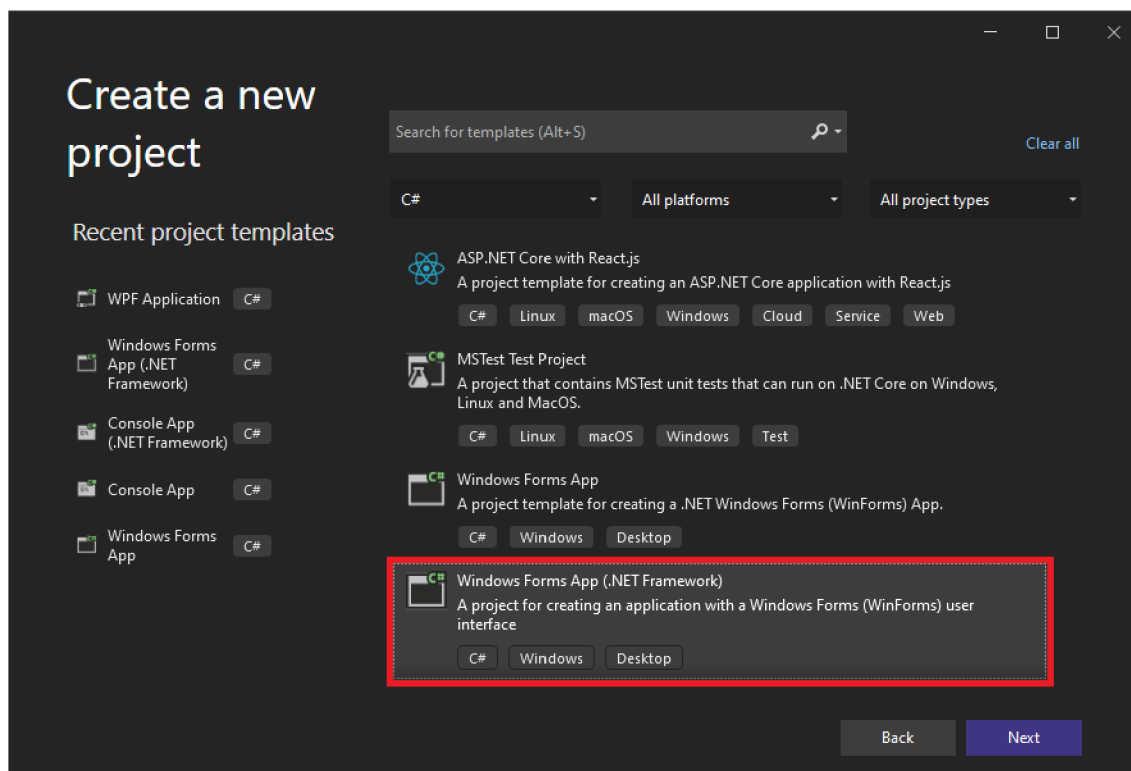 Create a new
project
Search for templates (Alt+S)
Clear all
C#
All platforms
All project types
Recent project templates
WPF Application
C#
Windows Forms
App (.NET
Framework)
C#
Console App
(.NET Framework)
C#
Console App
C#
Windows Forms
App
C#
ASP.NET Core with React.js
A project template for creating an ASP.NET Core application with React.js
C# Linux macOS Windows Cloud Service Web
MSTest Test Project
A project that contains MSTest unit tests that can run on .NET Core on Windows,
Linux and MacOS.
C# Linux macOS Windows Test
Windows Forms App
A project template for creating a .NET Windows Forms (WinForms) App.
C# Windows Desktop
Windows Forms App (.NET Framework)
A project for creating an application with a Windows Forms (WinForms) user
interface
C# Windows Desktop
Back
Next